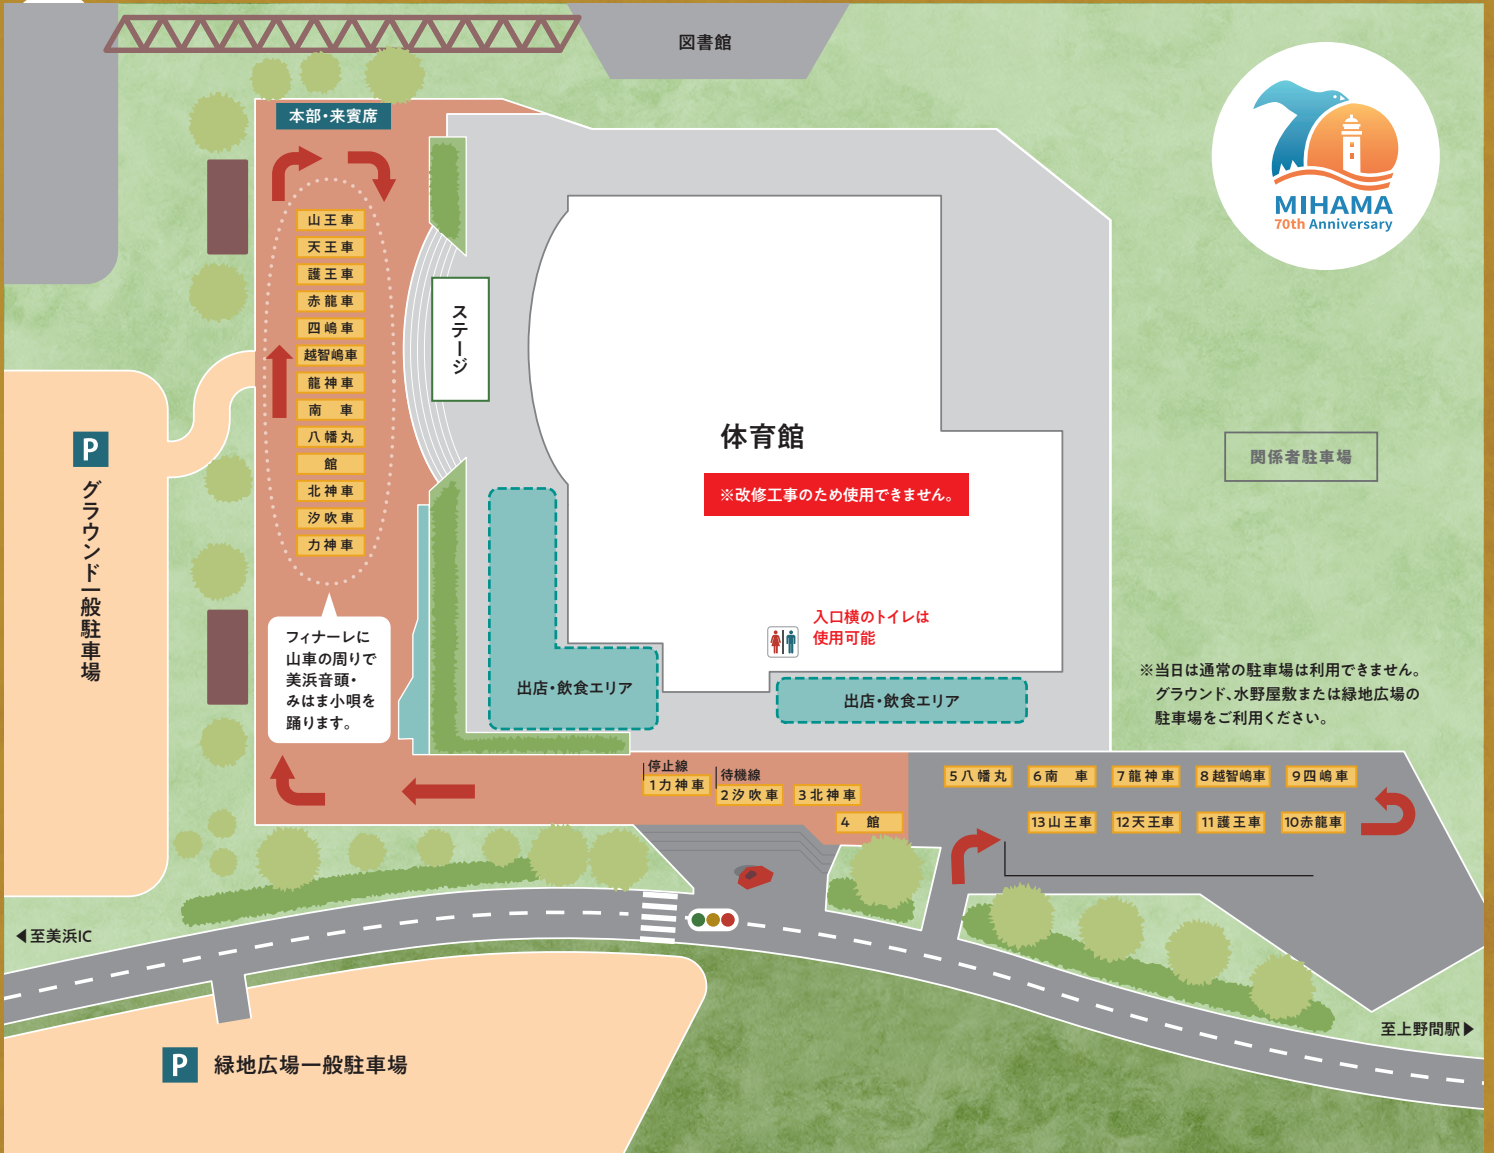 図書館
本部・来賓席
MIHAMA
70th Anniversary
山王車
天王車
護王車
赤龍車
四嶋車
越智嶋車
龍神車
南　車
八幡丸
館
北神車
汐吹車
力神車
ステージ
体育館
※改修工事のため使用できません。
関係者駐車場
P
グラウンド一般駐車場
入口横のトイレは
使用可能
フィナーレに
山車の周りで
美浜音頭・
みはま小唄を
踊ります。
出店・飲食エリア
出店・飲食エリア
※当日は通常の駐車場は利用できません。
グラウンド、水野屋敷または緑地広場の
駐車場をご利用ください。
停止線
1力神車
待機線
2汐吹車
3北神車
4　館
5八幡丸
6南　車
7龍神車
8越智嶋車
9四嶋車
13山王車
12天王車
11護王車
10赤龍車
◀至美浜IC
至上野間駅▶
P
緑地広場一般駐車場